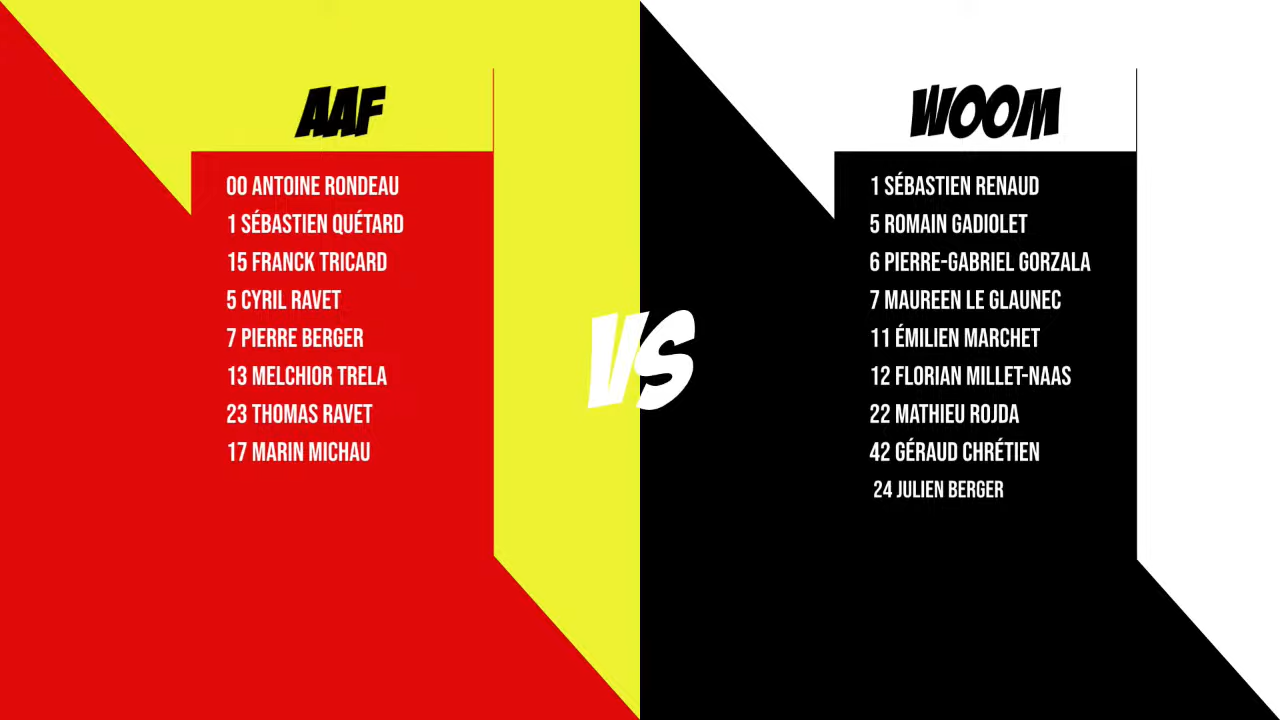 AAF
00 ANTOINE RONDEAU
1 SÉBASTIEN QUÉTARD
15 FRANCK TRICARD
5 CYRIL RAVET
7 PIERRE BERGER
13 MELCHIOR TRELA
23 THOMAS RAVET
17 MARIN MICHAU
VS
WOOM
1 SÉBASTIEN RENAUD
5 ROMAIN GADIOLET
6 PIERRE-GABRIEL GORZALA
7 MAUREEN LE GLAUNEC
11 ÉMILIEN MARCHET
12 FLORIAN MILLET-NAAS
22 MATHIEU ROJDA
42 GÉRAUD CHRÉTIEN
24 JULIEN BERGER